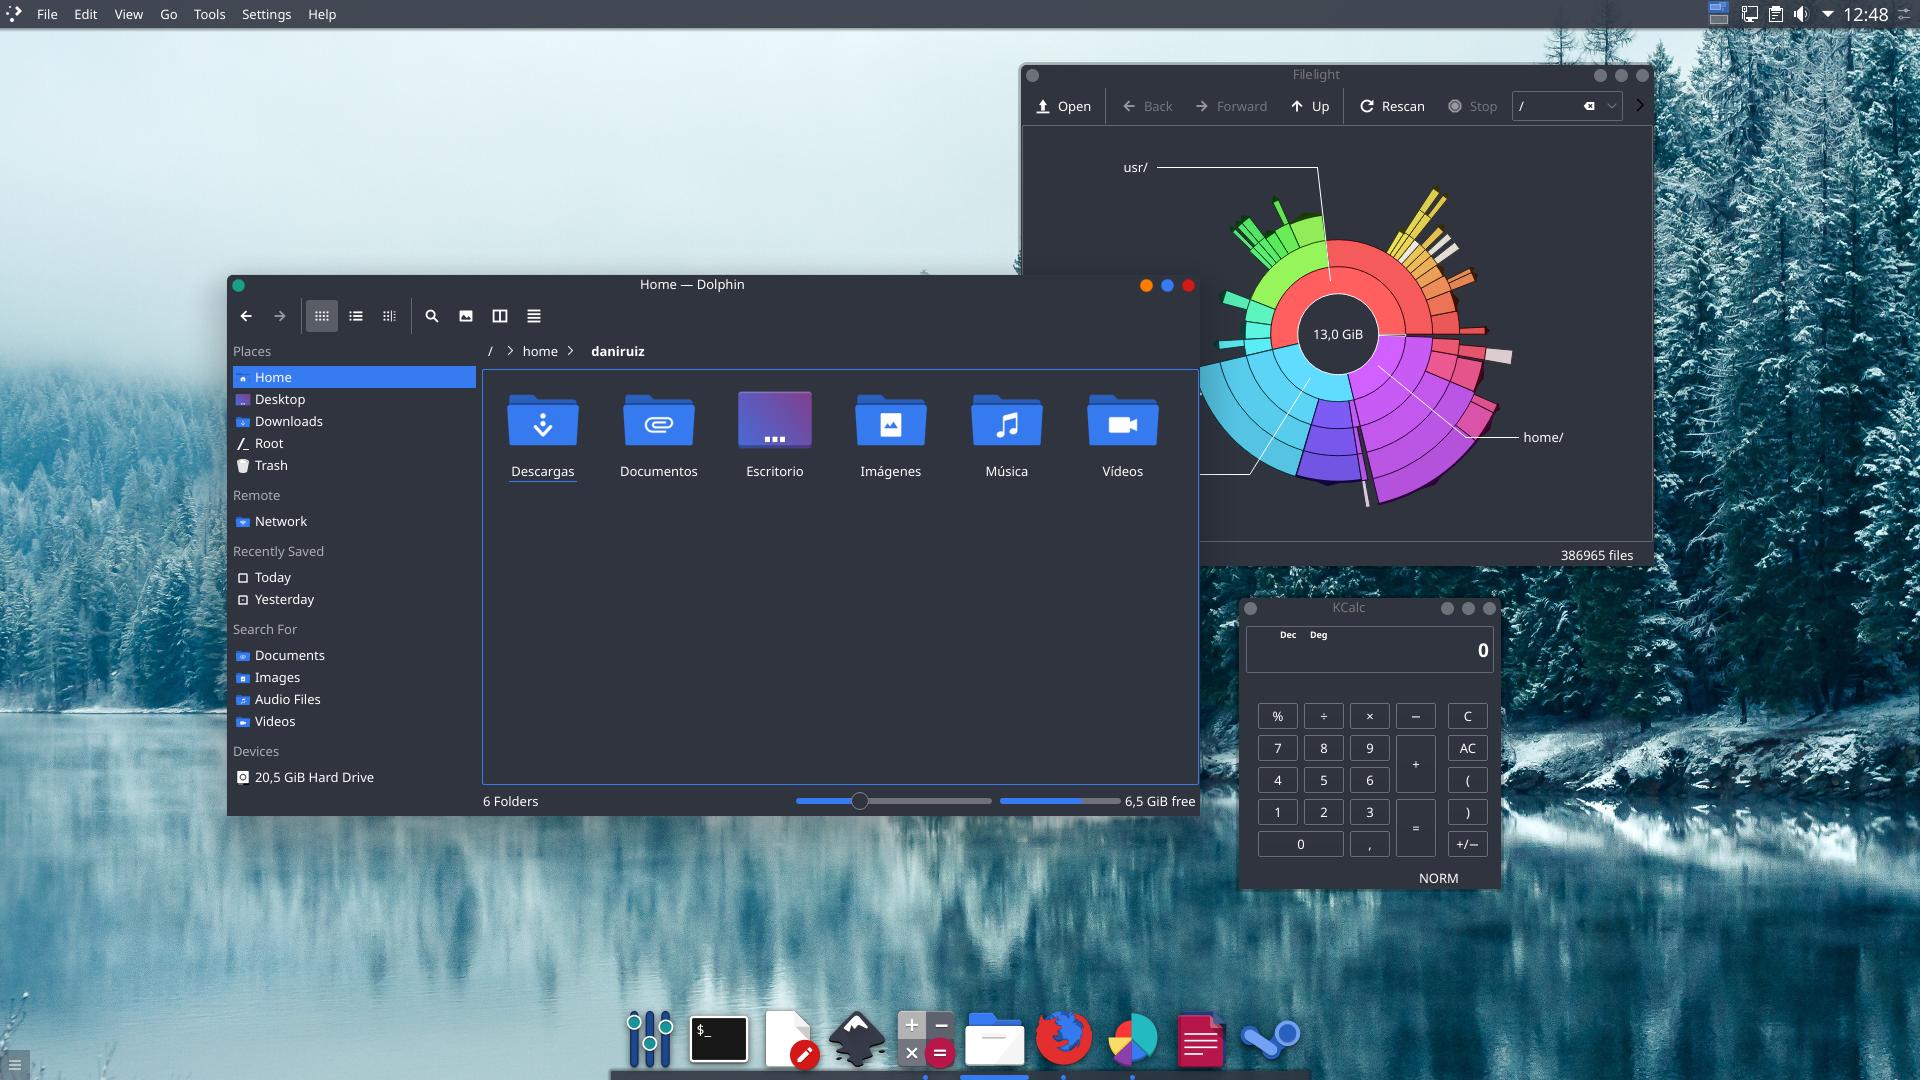 File Edit View Go Tools Settings Help
12:48
Filelight
Open Back Forward Up Rescan Stop /
usr/
13,0 GiB
home/
386965 files
Home — Dolphin
/ > home > daniruiz
Places
Home
Desktop
Downloads
Root
Trash
Remote
Network
Recently Saved
Today
Yesterday
Search For
Documents
Images
Audio Files
Videos
Devices
20,5 GiB Hard Drive
Descargas Documentos Escritorio Imágenes Música Vídeos
6 Folders 6,5 GiB free
KCalc
Dec Deg
0
% ÷ × − C
7 8 9 + AC
4 5 6 (
1 2 3 = )
0 , +/−
NORM
$_